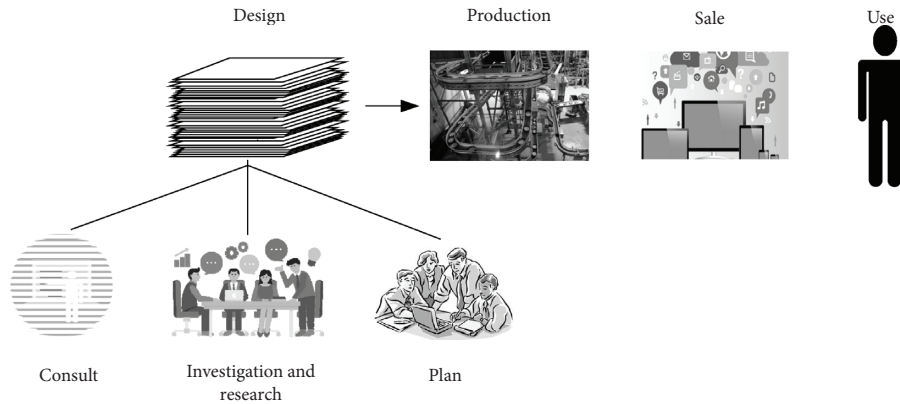 Design
Production
Sale
Use
Consult
Investigation and
research
Plan